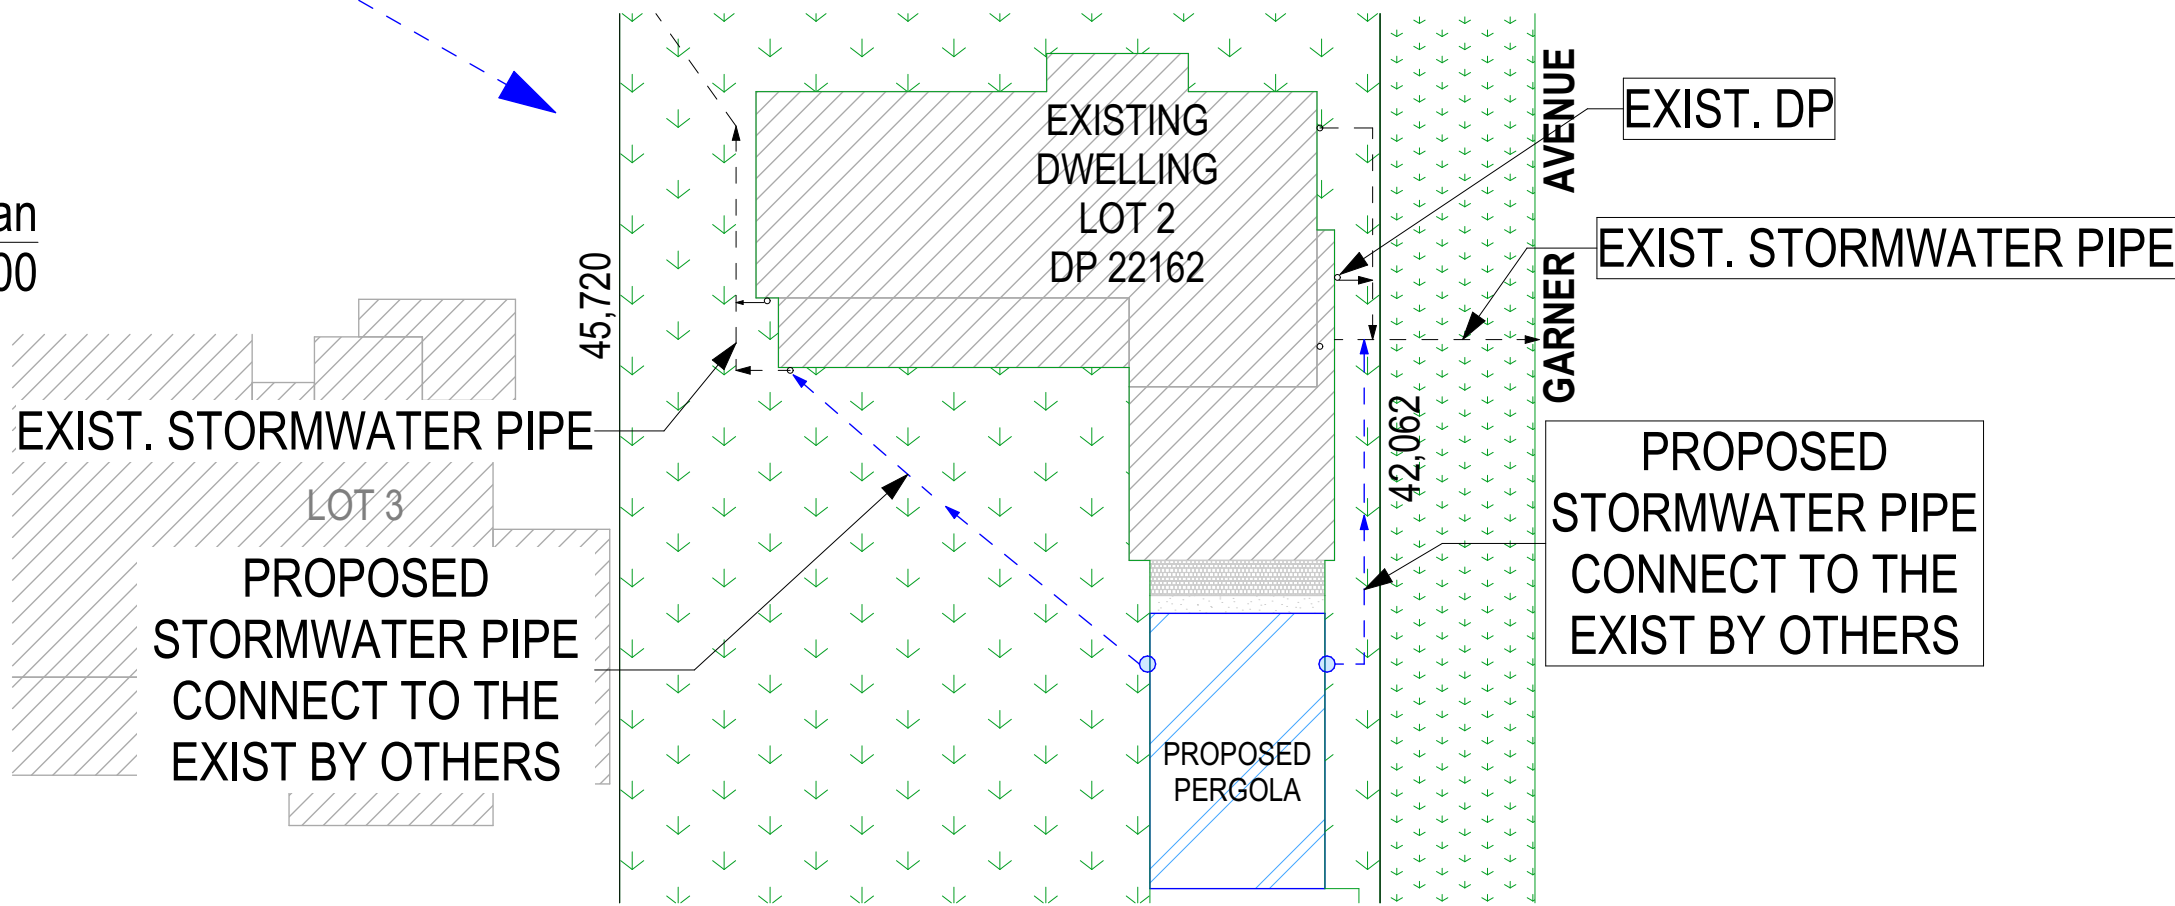 an
00
45,720
EXISTING
DWELLING
LOT 2
DP 22162
EXIST. DP
GARNER AVENUE
EXIST. STORMWATER PIPE
EXIST. STORMWATER PIPE
LOT 3
42,062
PROPOSED
STORMWATER PIPE
CONNECT TO THE
EXIST BY OTHERS
PROPOSED
STORMWATER PIPE
CONNECT TO THE
EXIST BY OTHERS
PROPOSED
PERGOLA